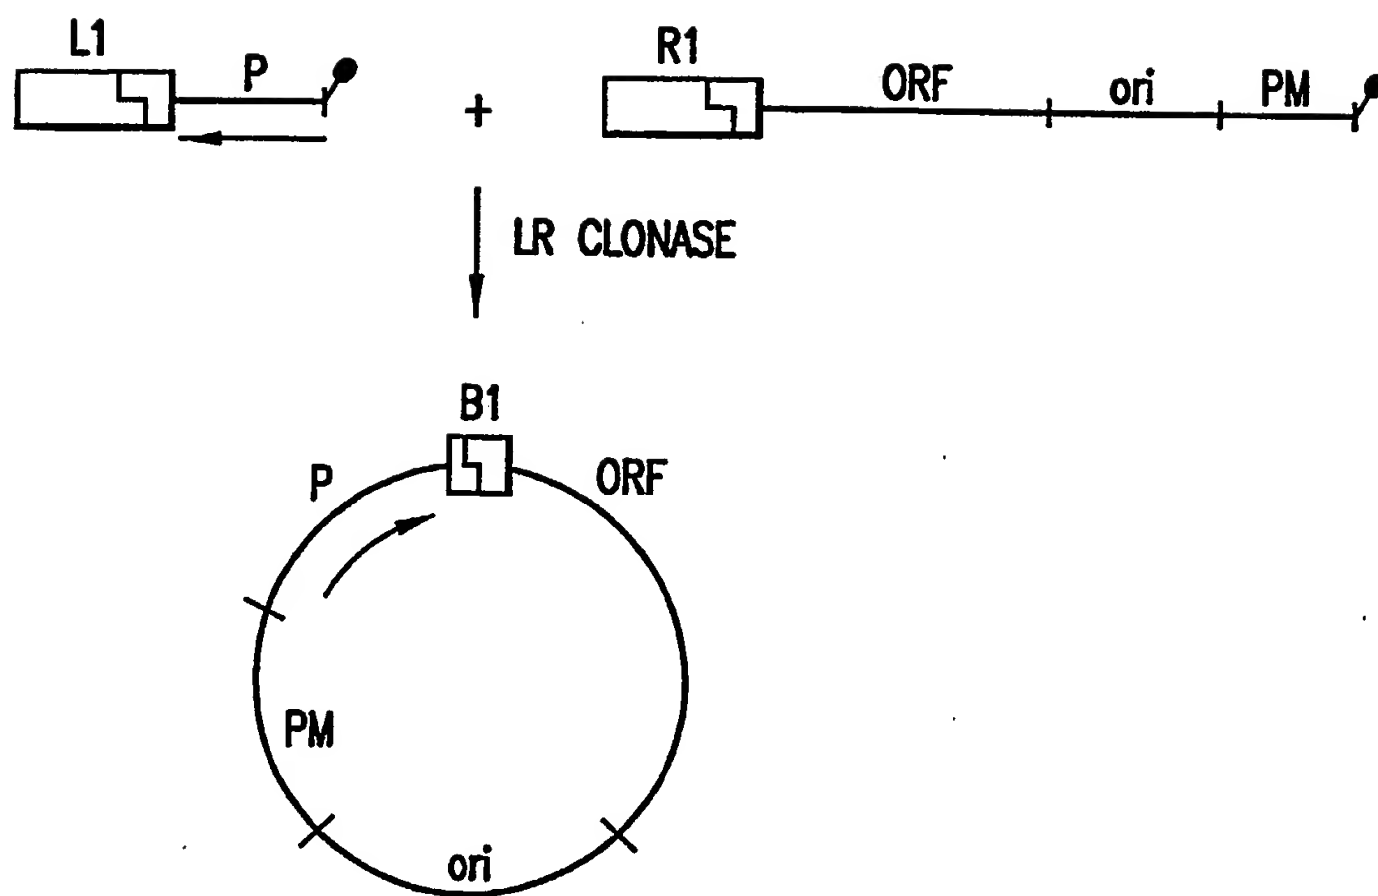 L1 P + R1 ORF ori PM
LR CLONASE
B1
P ORF
PM
ori